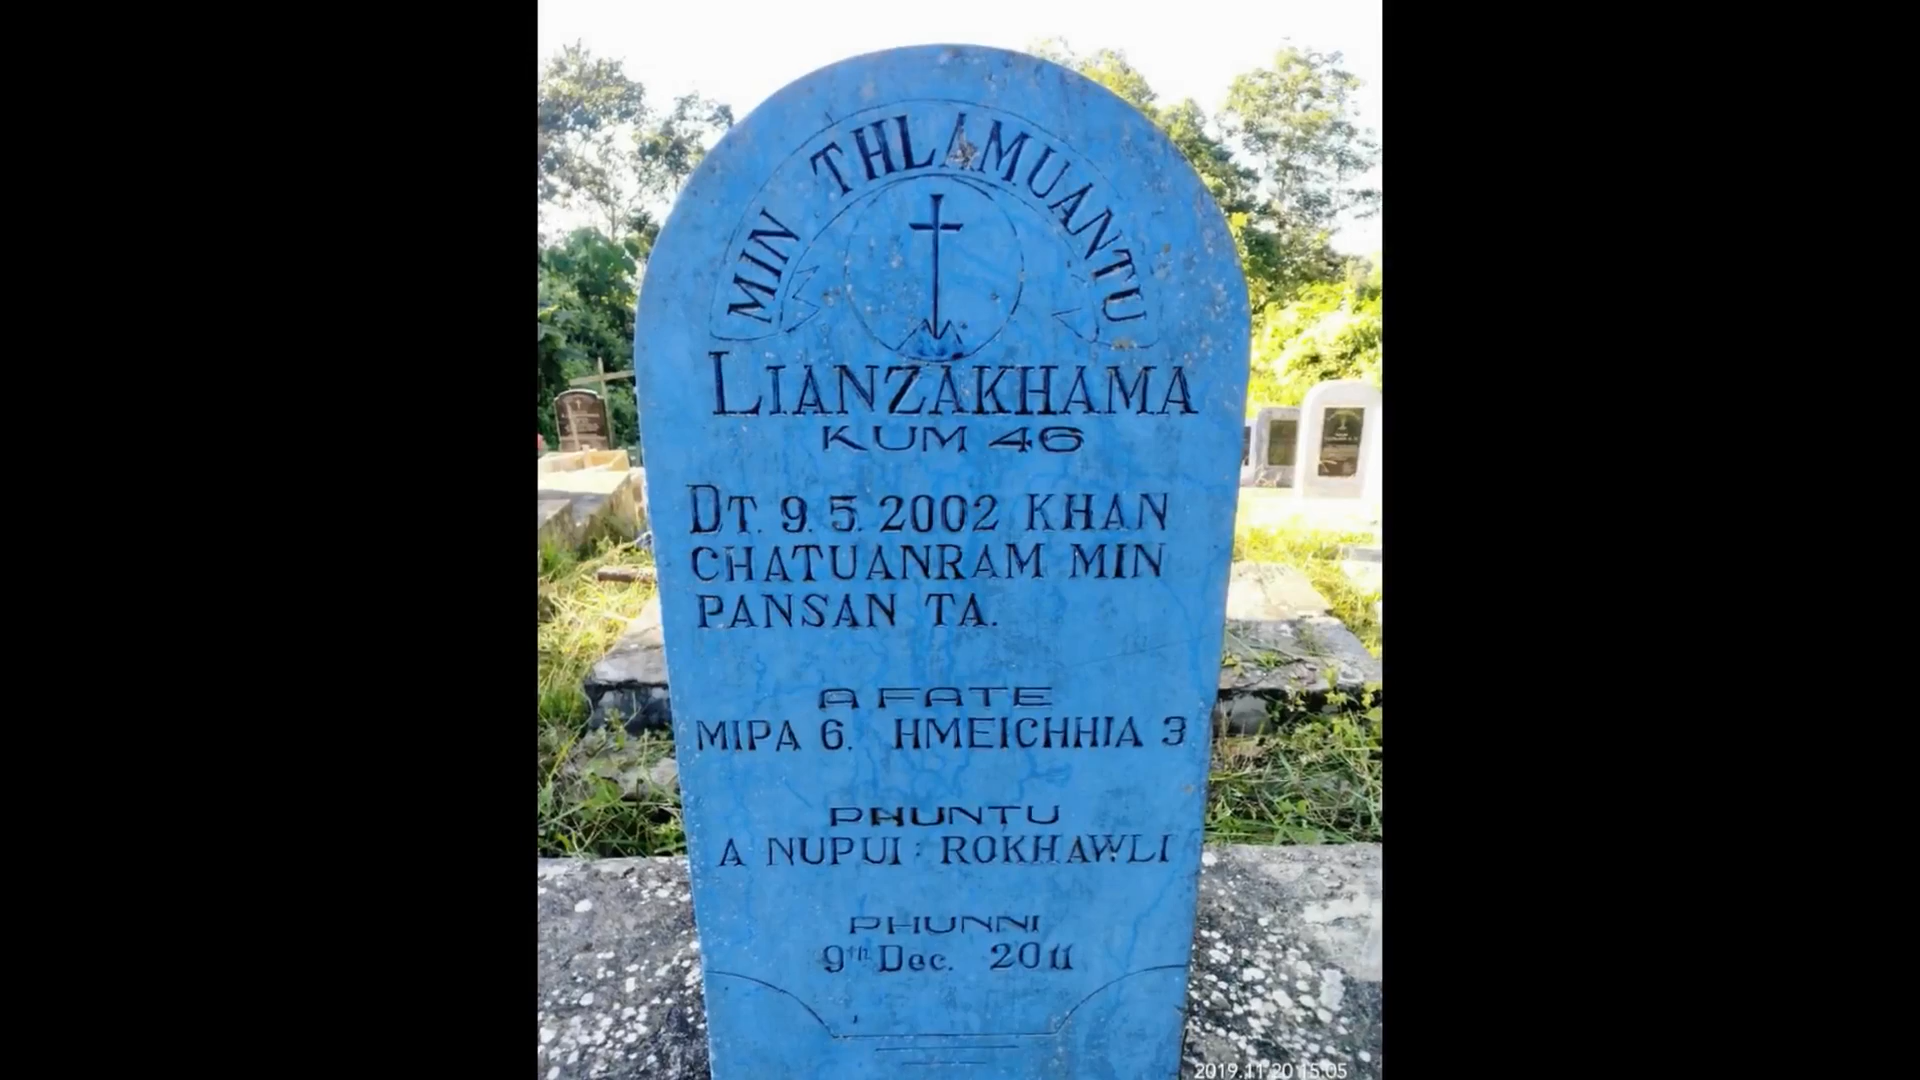 MIN THLAMUANTU
LIANZAKHAMA
KUM 46
DT. 9. 5. 2002 KHAN
CHATUANRAM MIN
PANSAN TA.
A FATE
MIPA 6. HMEICHHIA 3
PHUNTU
A NUPUI : ROKHAWLI
PHUNNI
9th Dec. 2011
2019.11.20 15:05